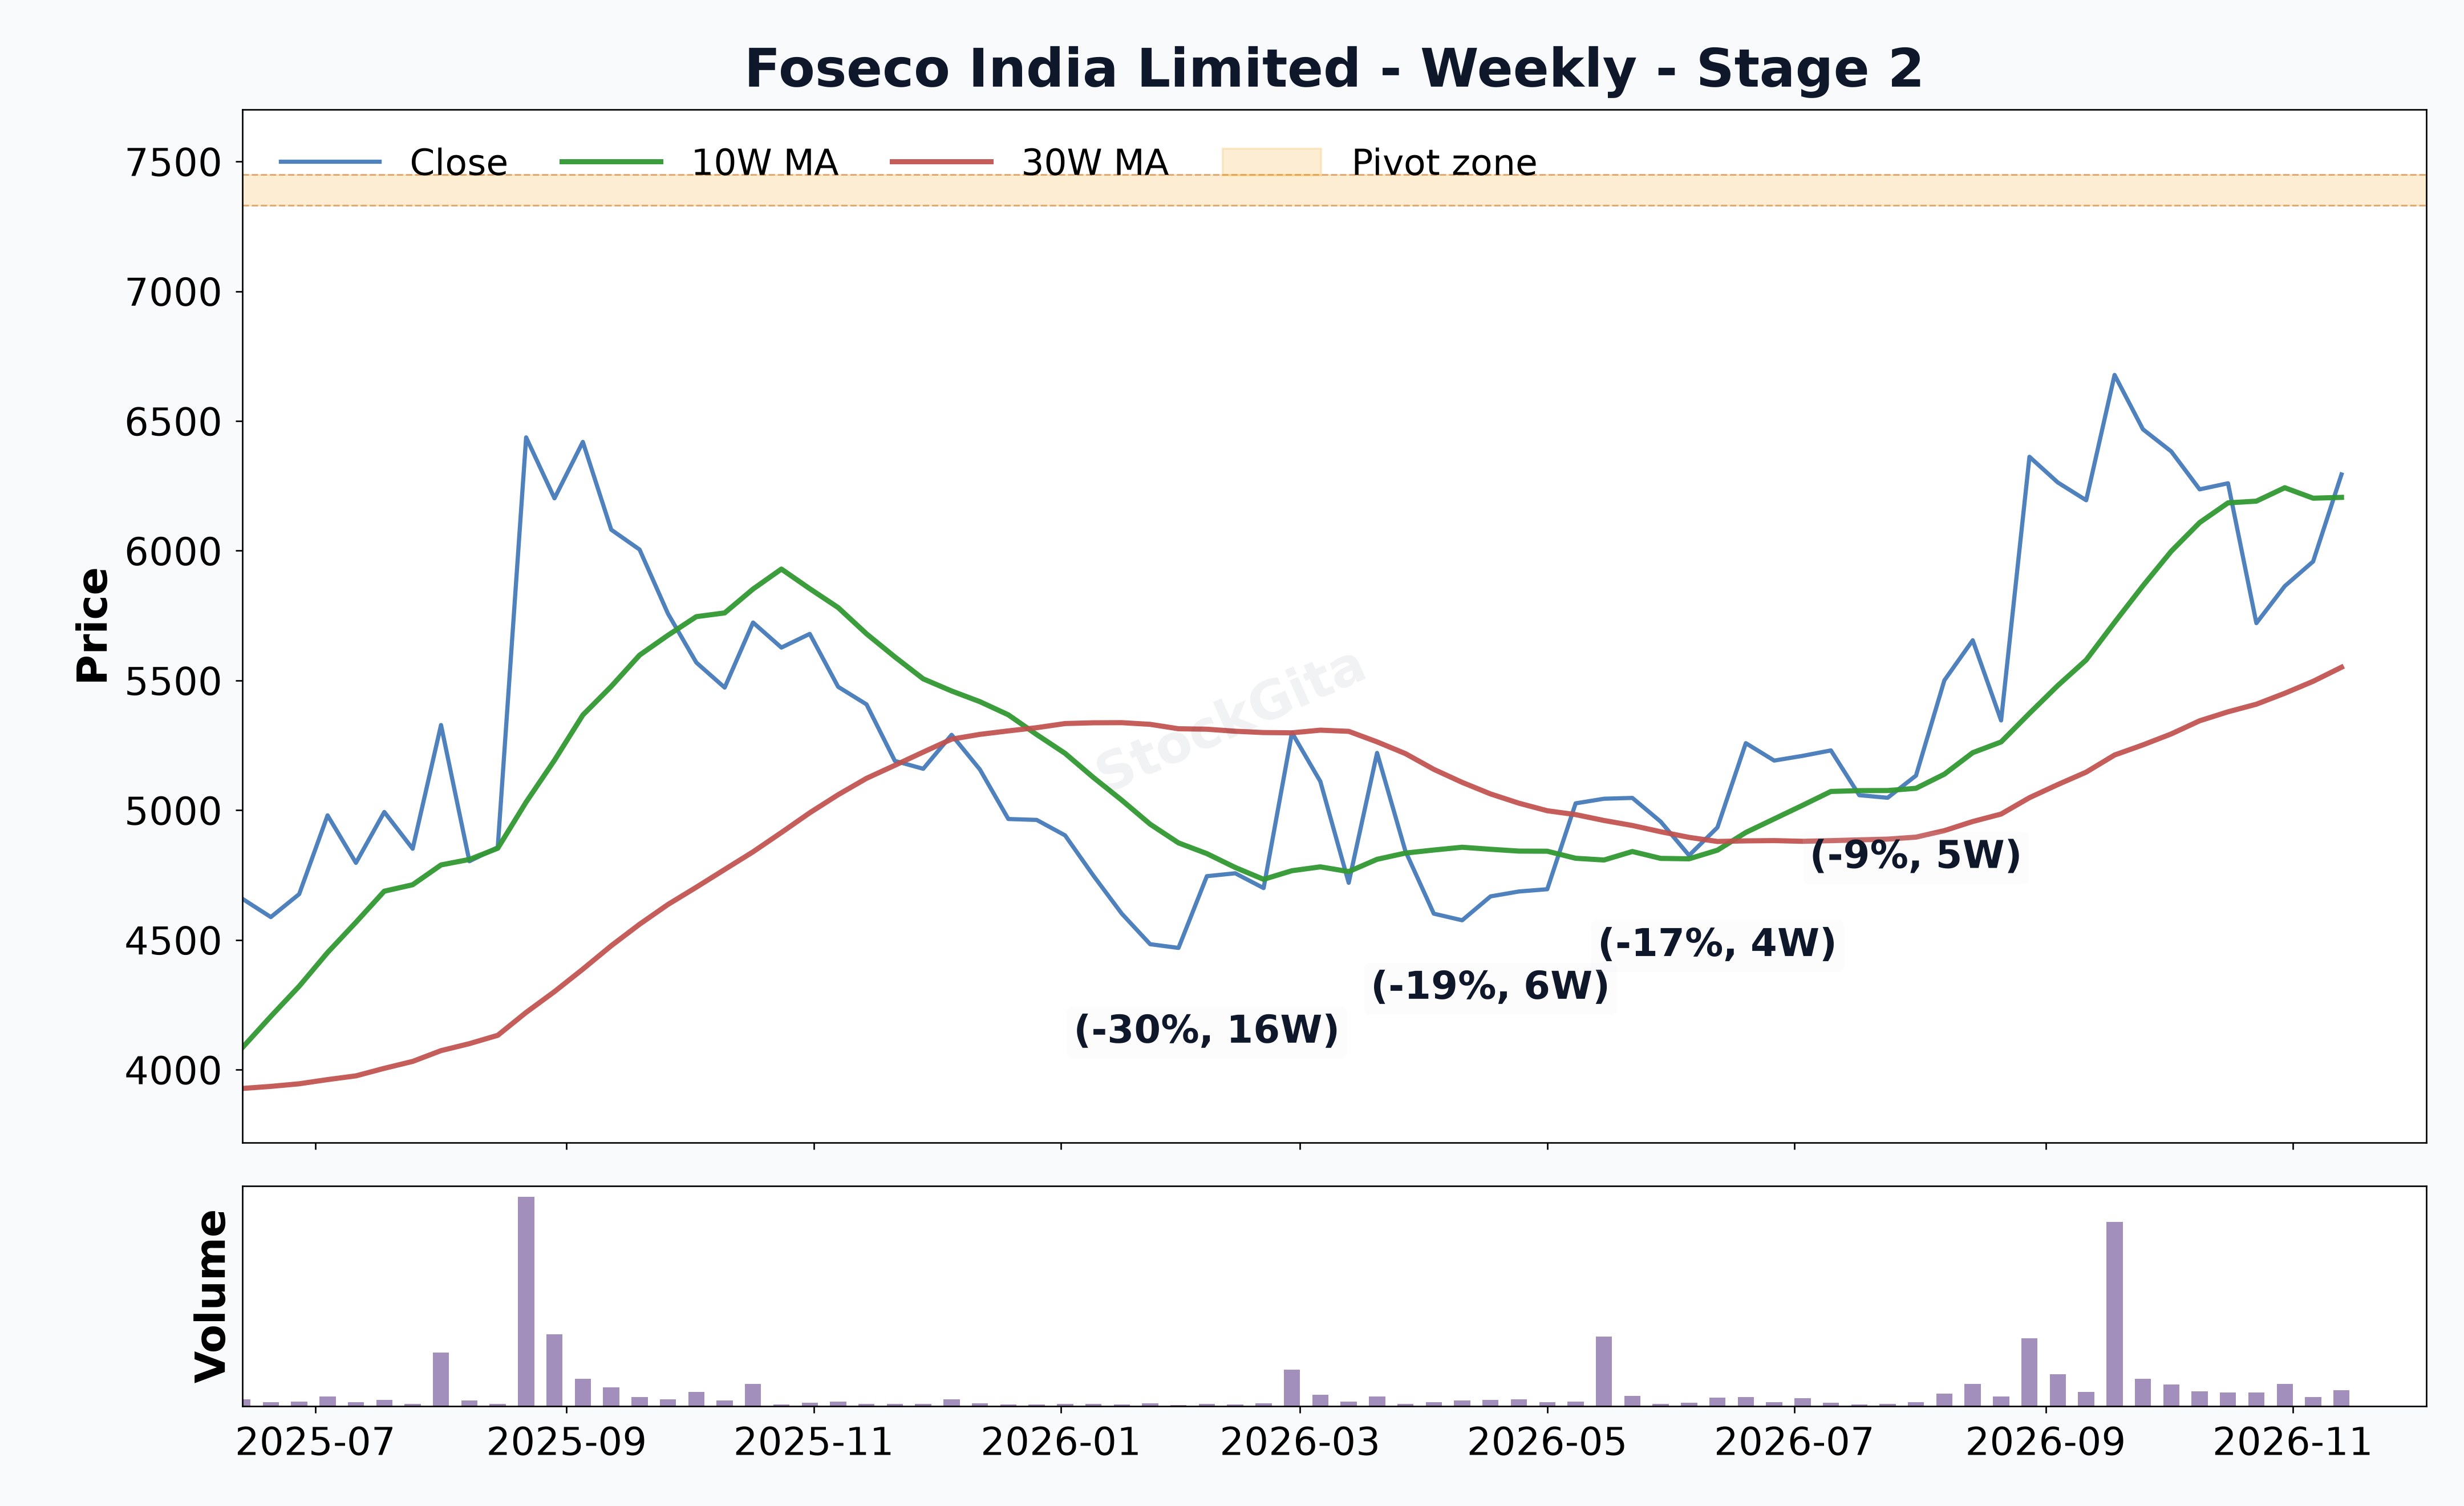 Foseco India Limited - Weekly - Stage 2
Close 10W MA 30W MA Pivot zone
7500
7000
6500
6000
5500
5000
4500
4000
Price
StockGita
(-9%, 5W)
(-17%, 4W)
(-19%, 6W)
(-30%, 16W)
Volume
2025-07 2025-09 2025-11 2026-01 2026-03 2026-05 2026-07 2026-09 2026-11